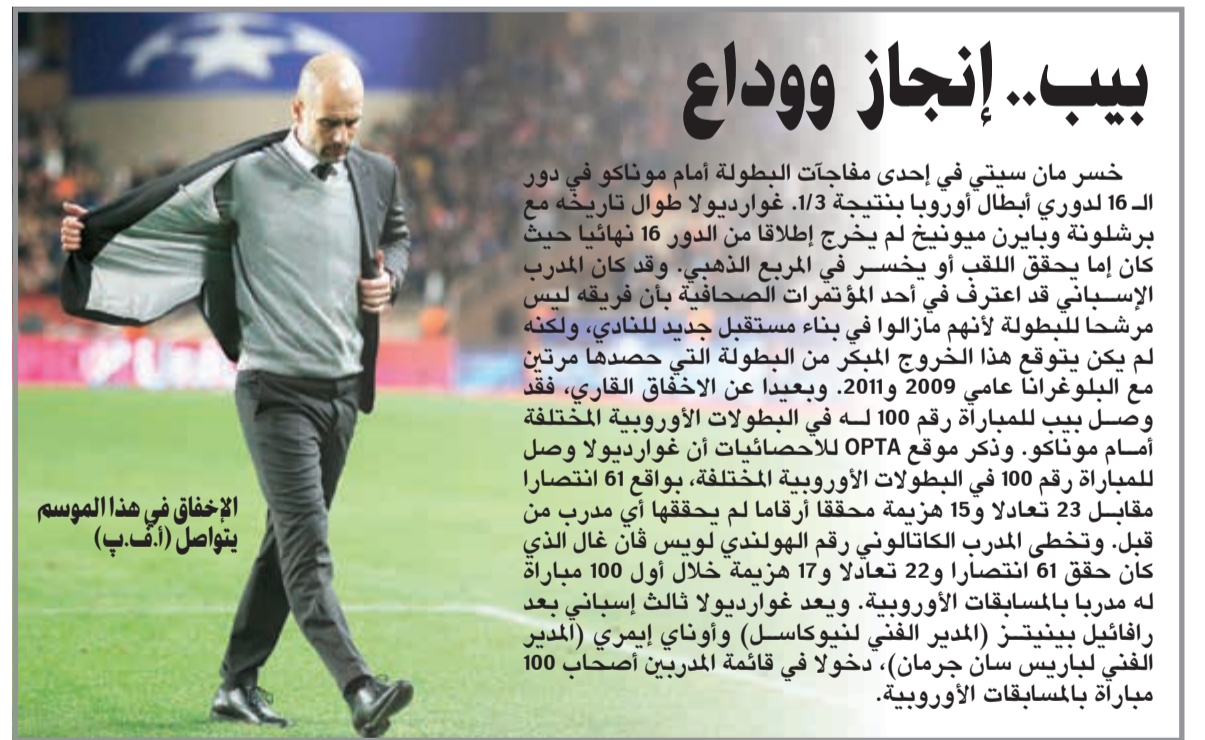 بيب.. إنجاز ووداع
خسر مان سيتي في إحدى مفاجآت البطولة أمام موناكو في دور
الـ 16 لدوري أبطال أوروبا بنتيجة 1/3. غوارديولا طوال تاريخه مع
برشلونة وبايرن ميونيخ لم يخرج إطلاقا من الدور 16 نهائيا حيث
كان إما يحقق اللقب أو يخســر في المربع الذهبي. وقد كان المدرب
الإســباني قد اعترف في أحد المؤتمرات الصحافية بأن فريقه ليس
مرشحا للبطولة لأنهم مازالوا في بناء مستقبل جديد للنادي، ولكنه
لم يكن يتوقع هذا الخروج المبكر من البطولة التي حصدها مرتين
مع البلوغرانا عامي 2009 و2011. وبعيدا عن الاخفاق القاري، فقد
وصــل بيب للمباراة رقم 100 لــه في البطولات الأوروبية المختلفة
أمــام موناكو. وذكر موقع OPTA للاحصائيات أن غوارديولا وصل
للمباراة رقم 100 في البطولات الأوروبية المختلفة، بواقع 61 انتصارا
مقابــل 23 تعادلا و15 هزيمة محققا أرقاما لم يحققها أي مدرب من
قبل. وتخطى المدرب الكاتالوني رقم الهولندي لويس ڤان غال الذي
كان حقق 61 انتصارا و22 تعادلا و17 هزيمة خلال أول 100 مباراة
له مدربا بالمسابقات الأوروبية. ويعد غوارديولا ثالث إسباني بعد
رافائيل بينيتــز (المدير الفني لنيوكاســل) وأوناي إيمري (المدير
الفني لباريس سان جرمان)، دخولا في قائمة المدربين أصحاب 100
مباراة بالمسابقات الأوروبية.
الإخفاق في هذا الموسم
يتواصل (أ.ف.پ)